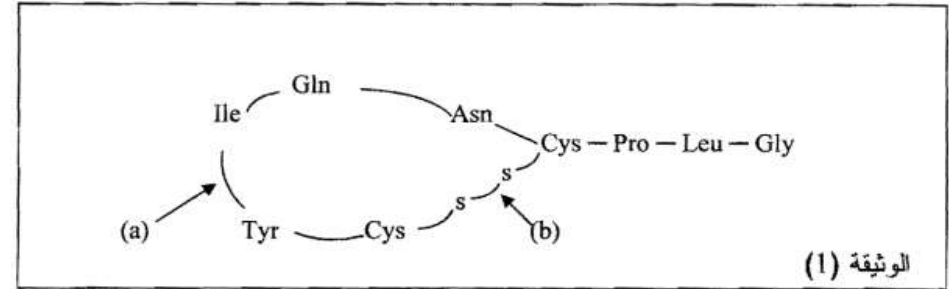 Gln
Ile
Asn
Cys — Pro — Leu — Gly
s
s
(a)
Tyr
Cys
(b)
الوثيقة (1)